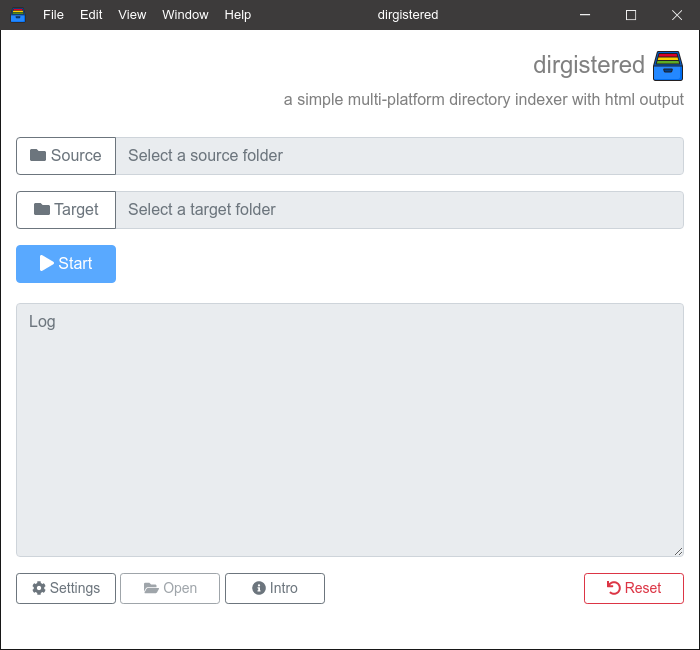 File Edit View Window Help dirgistered
dirgistered
a simple multi-platform directory indexer with html output
Source Select a source folder
Target Select a target folder
Start
Log
Settings Open Intro Reset